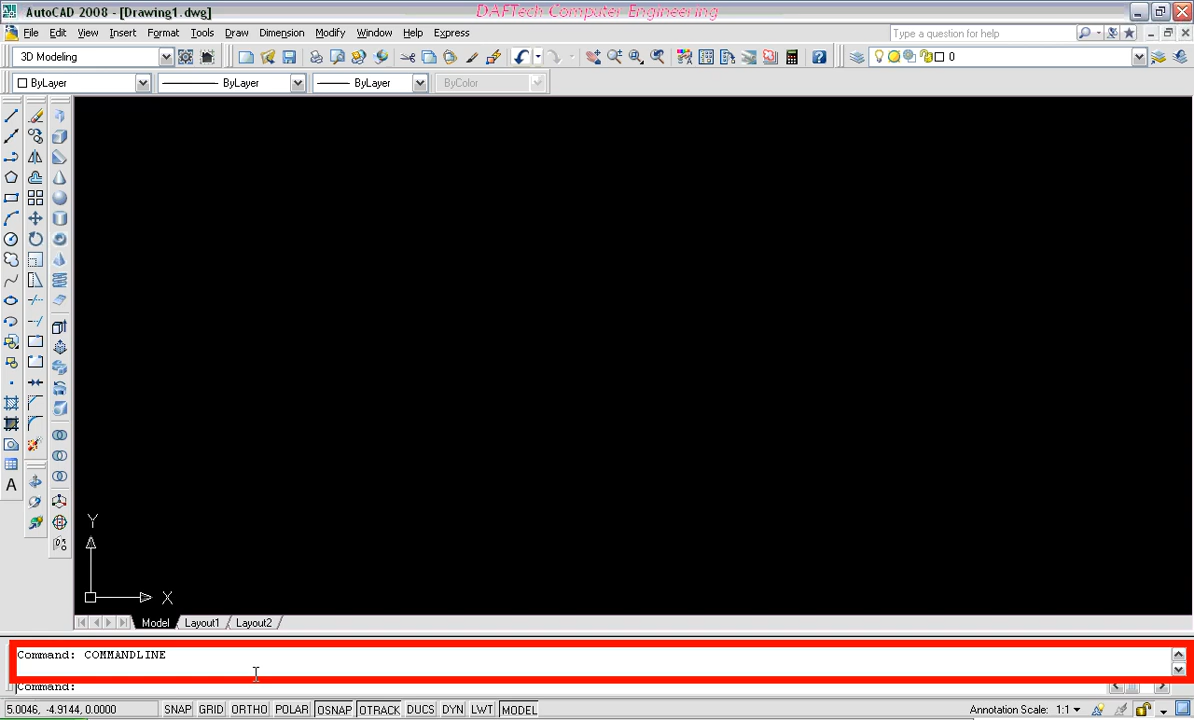 AutoCAD 2008 - [Drawing1.dwg]
DAFTech Computer Engineering
File Edit View Insert Format Tools Draw Dimension Modify Window Help Express
Type a question for help
3D Modeling
0
ByLayer ByLayer ByLayer ByColor
A
Y
X
Model Layout1 Layout2
Command: COMMANDLINE
Command:
5.0046, -4.9144, 0.0000 SNAP GRID ORTHO POLAR OSNAP OTRACK DUCS DYN LWT MODEL Annotation Scale: 1:1